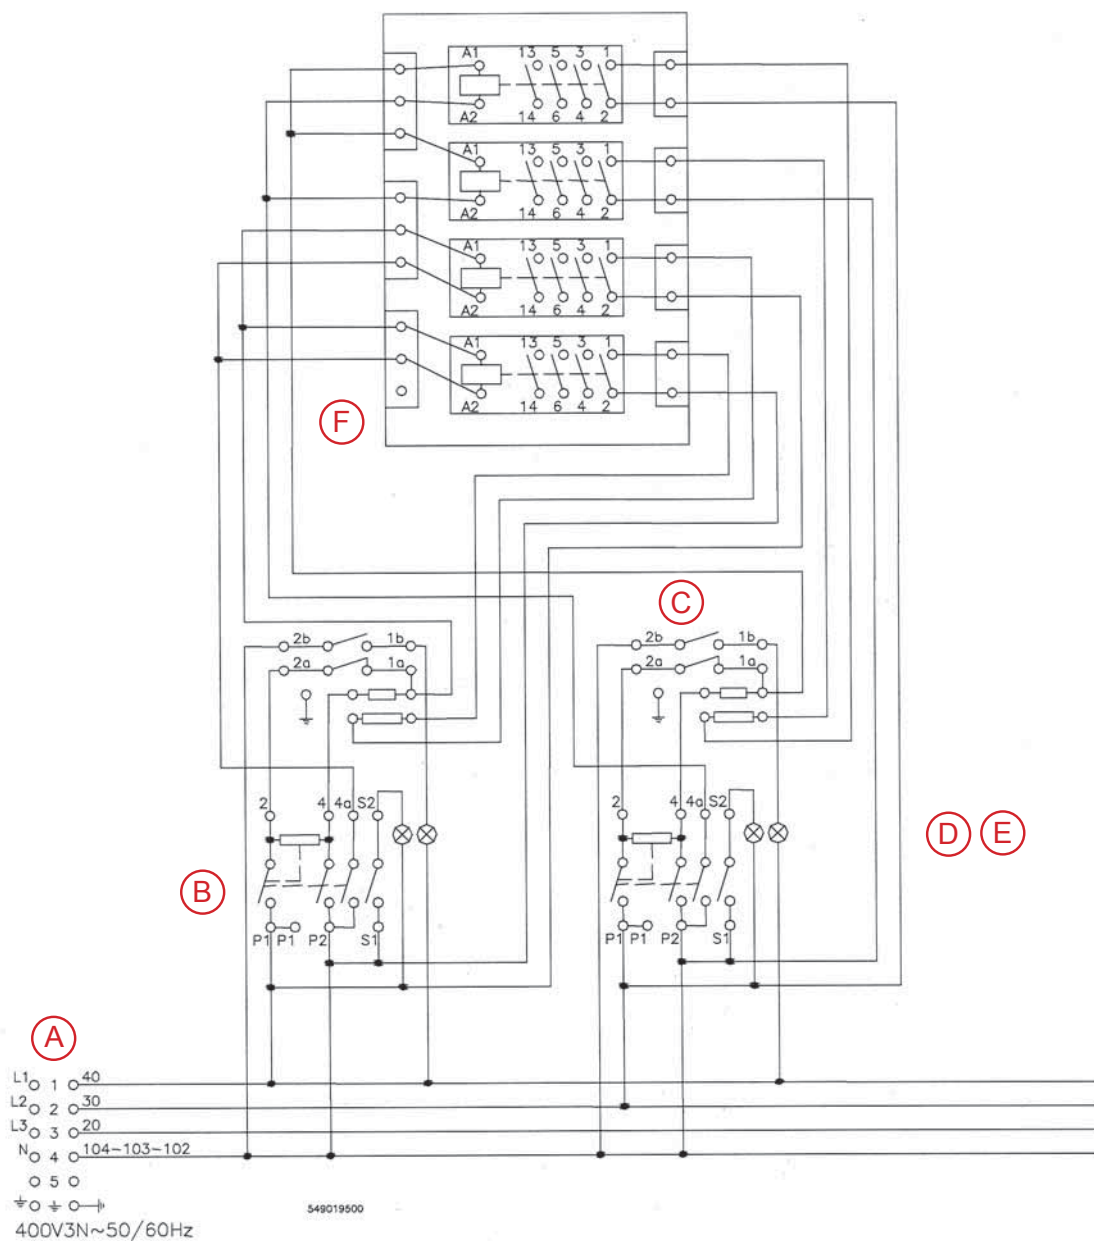 A1 13 5 3 1
A2 14 6 4 2
A1 13 5 3 1
A2 14 6 4 2
A1 13 5 3 1
A2 14 6 4 2
A1 13 5 3 1
A2 14 6 4 2
F
C
2b 1b 2b 1b
2a 1a 2a 1a
2 4 4a S2 2 4 4a S2
D E
B
P1 P1 P2 S1 P1 P1 P2 S1
A
L1 1 40
L2 2 30
L3 3 20
N 4 104-103-102
5
549019500
400V3N~50/60Hz